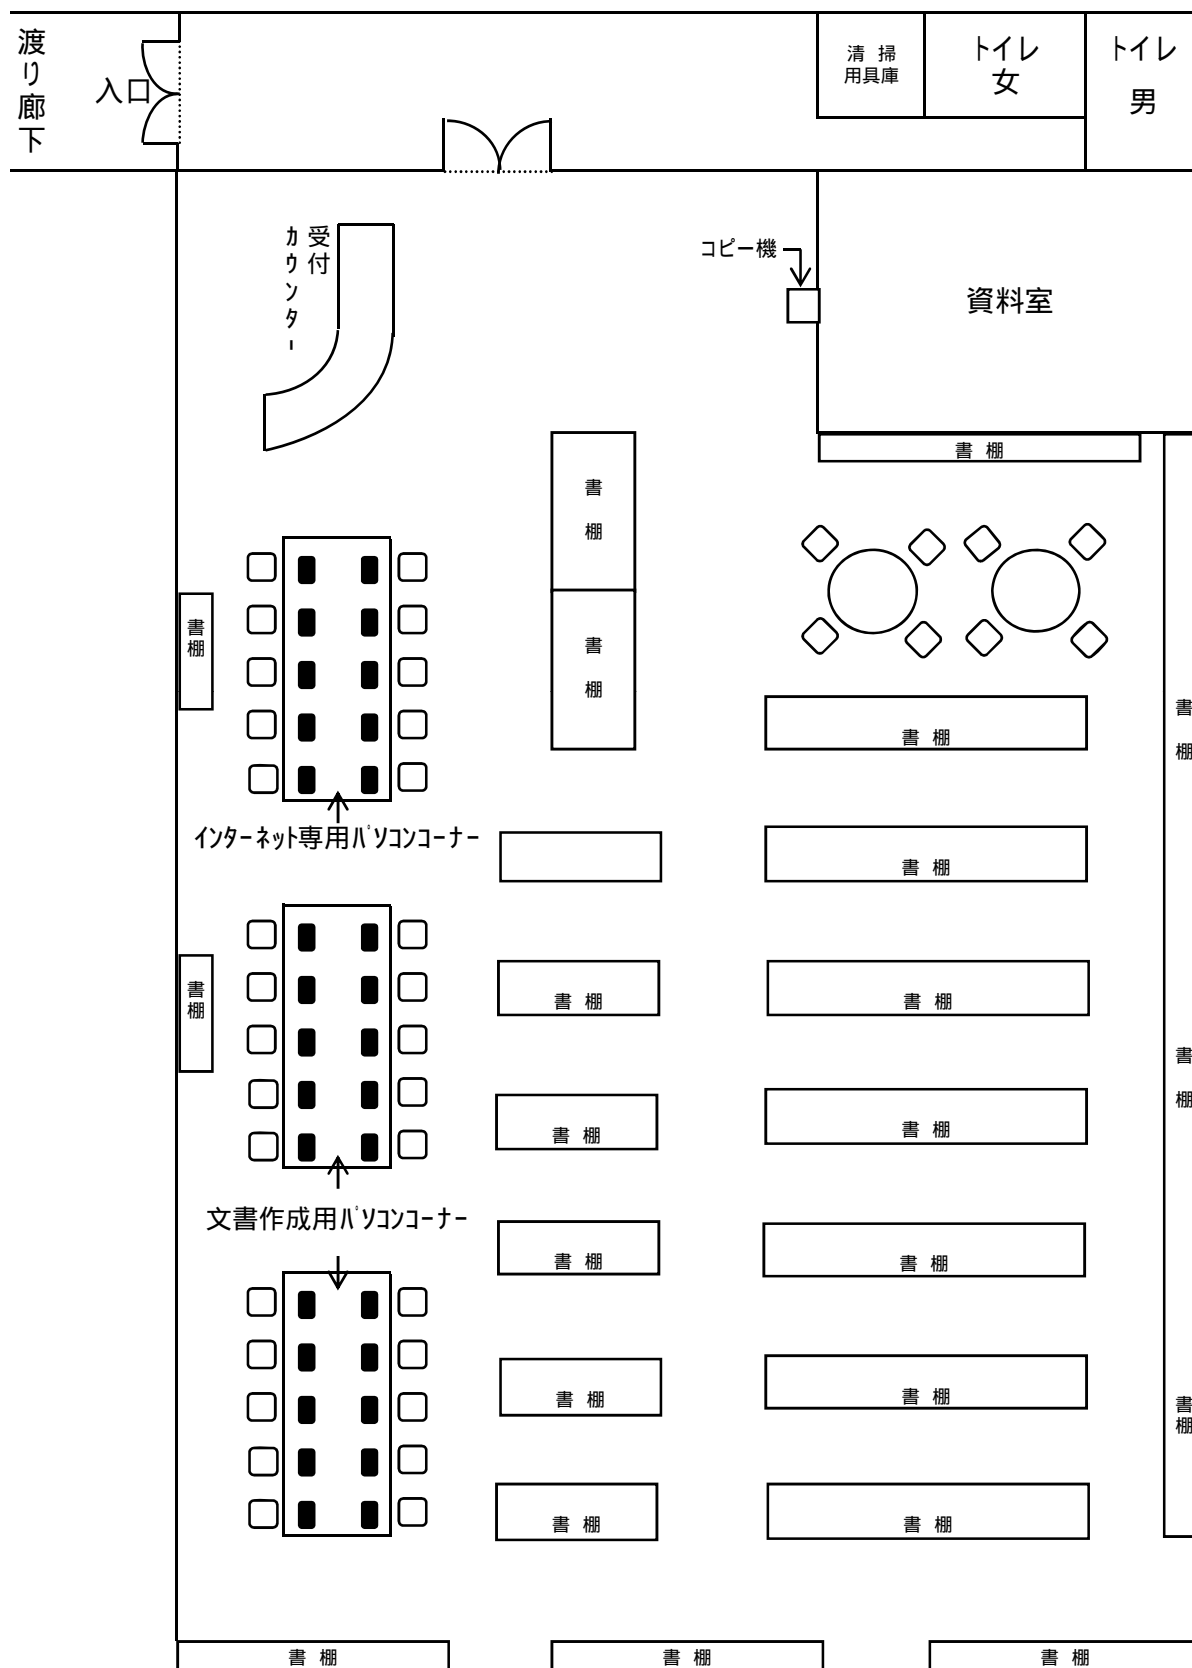 渡り廊下
入口
清 掃
用具庫
トイレ
女
トイレ
男
受付
カウンター
コピー機
資料室
書 棚
書
棚
書
棚
書
棚
書 棚
書
棚
インターネット専用パソコンコーナー
書 棚
書
棚
書 棚
書 棚
書
棚
書 棚
書 棚
文書作成用パソコンコーナー
書 棚
書 棚
書 棚
書 棚
書
棚
書 棚
書 棚
書 棚
書 棚
書 棚